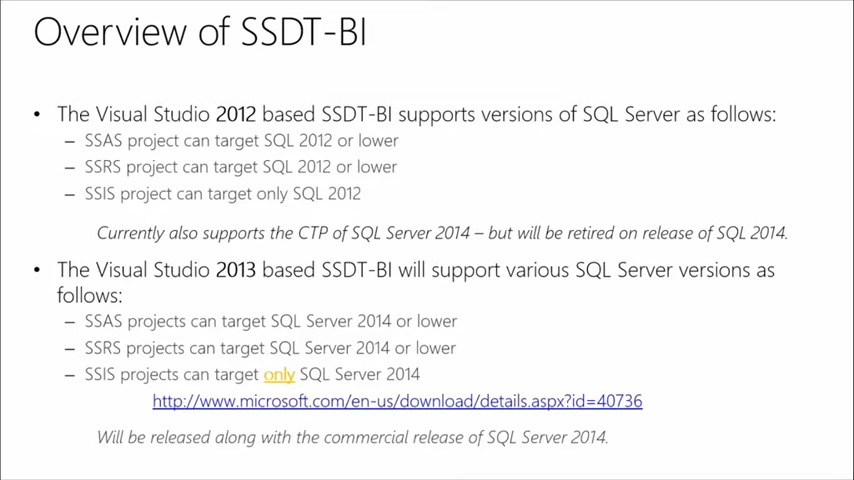 Overview of SSDT-BI
• The Visual Studio 2012 based SSDT-BI supports versions of SQL Server as follows:
– SSAS project can target SQL 2012 or lower
– SSRS project can target SQL 2012 or lower
– SSIS project can target only SQL 2012
Currently also supports the CTP of SQL Server 2014 – but will be retired on release of SQL 2014.
• The Visual Studio 2013 based SSDT-BI will support various SQL Server versions as
follows:
– SSAS projects can target SQL Server 2014 or lower
– SSRS projects can target SQL Server 2014 or lower
– SSIS projects can target only SQL Server 2014
http://www.microsoft.com/en-us/download/details.aspx?id=40736
Will be released along with the commercial release of SQL Server 2014.